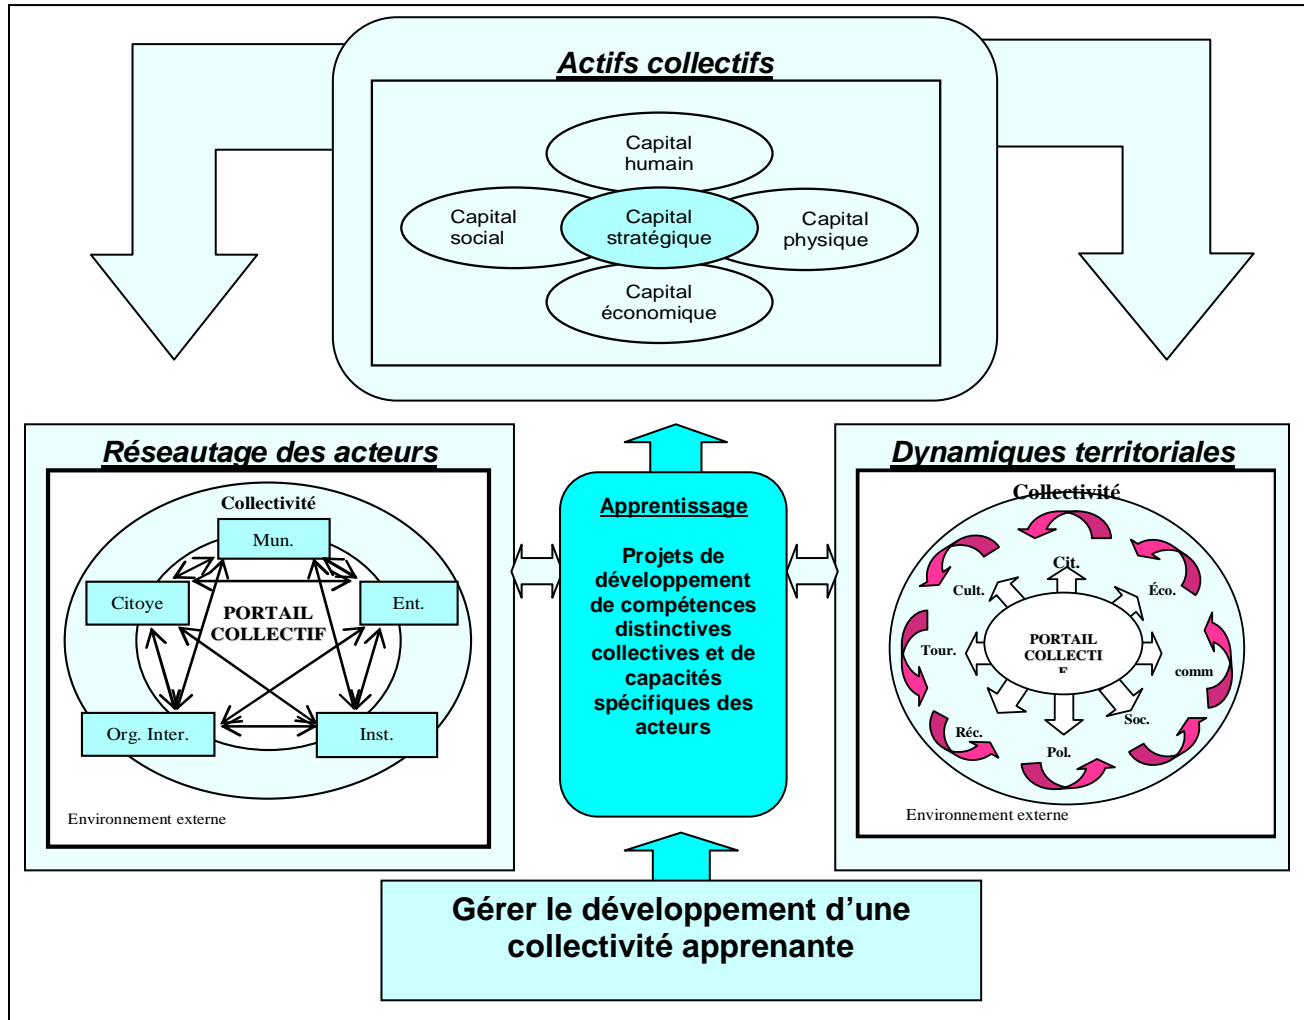 Actifs collectifs
Capital
humain
Capital
social
Capital
stratégique
Capital
physique
Capital
économique
Réseautage des acteurs
Collectivité
Mun.
Citoye
Ent.
PORTAIL
COLLECTIF
Org. Inter.
Inst.
Environnement externe
Apprentissage
Projets de
développement
de compétences
distinctives
collectives et de
capacités
spécifiques des
acteurs
Dynamiques territoriales
Collectivité
Cit.
Cult.
Éco.
Tour.
PORTAIL
COLLECTI
F
comm
Réc.
Soc.
Pol.
Environnement externe
Gérer le développement d’une
collectivité apprenante